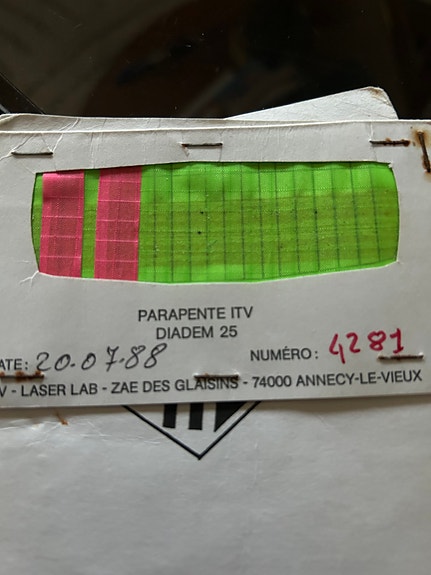 PARAPENTE ITV
DIADEM 25
ATE: 20.07.88 NUMÉRO: 4281
V - LASER LAB - ZAE DES GLAISINS - 74000 ANNECY-LE-VIEUX